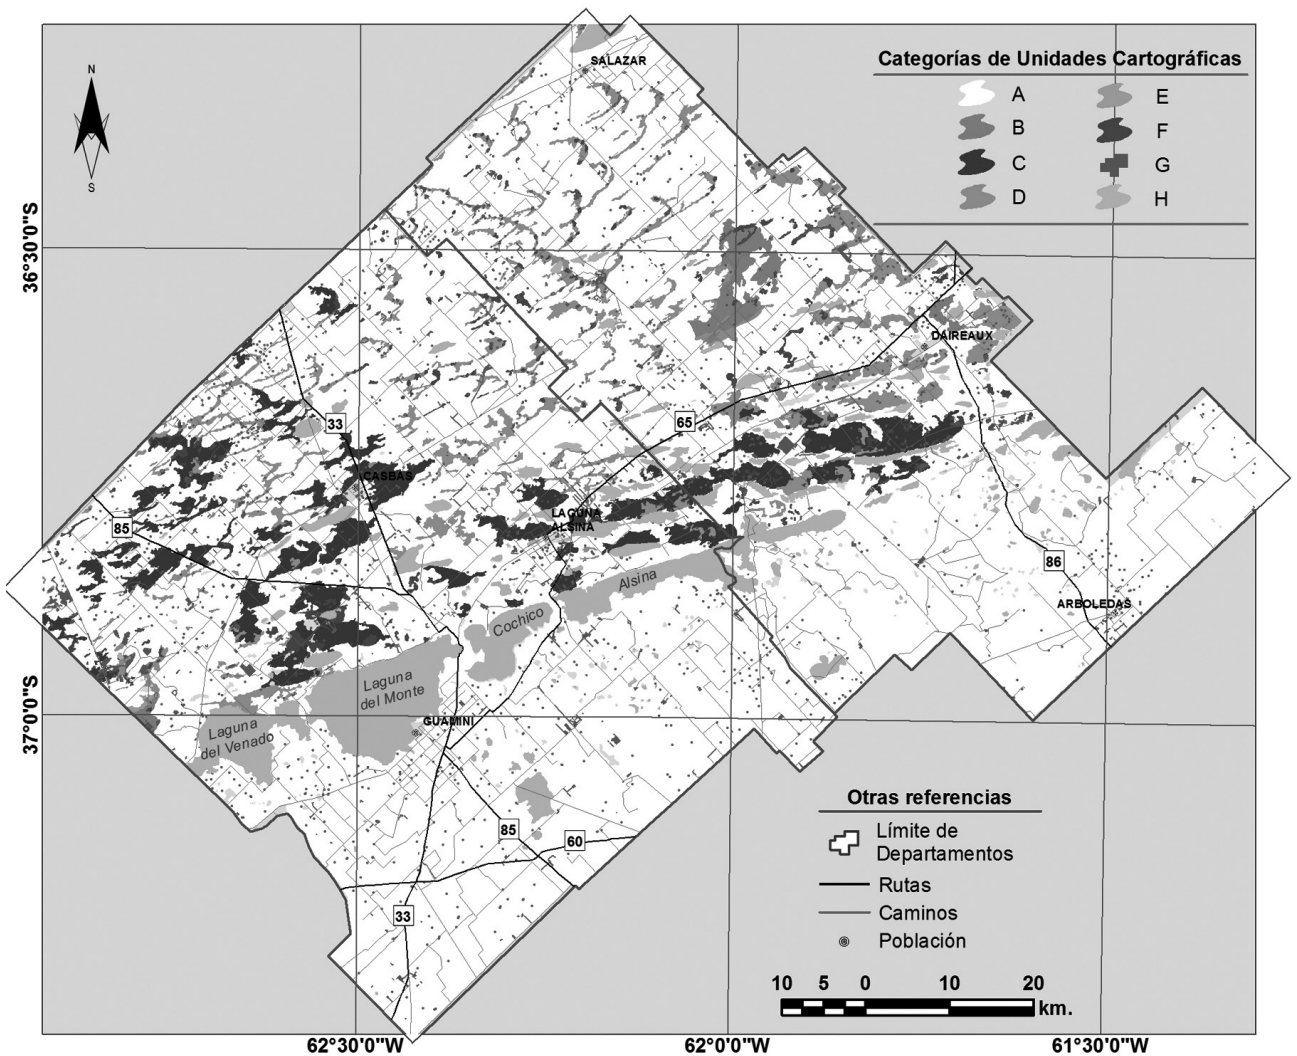 Categorías de Unidades Cartográficas
A
E
B
F
C
G
D
H
N
S
SALAZAR
36°30'0"S
DAIREAUX
33
65
CASBAS
LAGUNA
ALSINA
85
86
Alsina
ARBOLEDAS
Cochico
Laguna
del Monte
37°0'0"S
GUAMINI
Laguna
del Venado
85
60
33
Otras referencias
Límite de
Departamentos
Rutas
Caminos
Población
10 5 0 10 20
km.
62°30'0"W
62°0'0"W
61°30'0"W